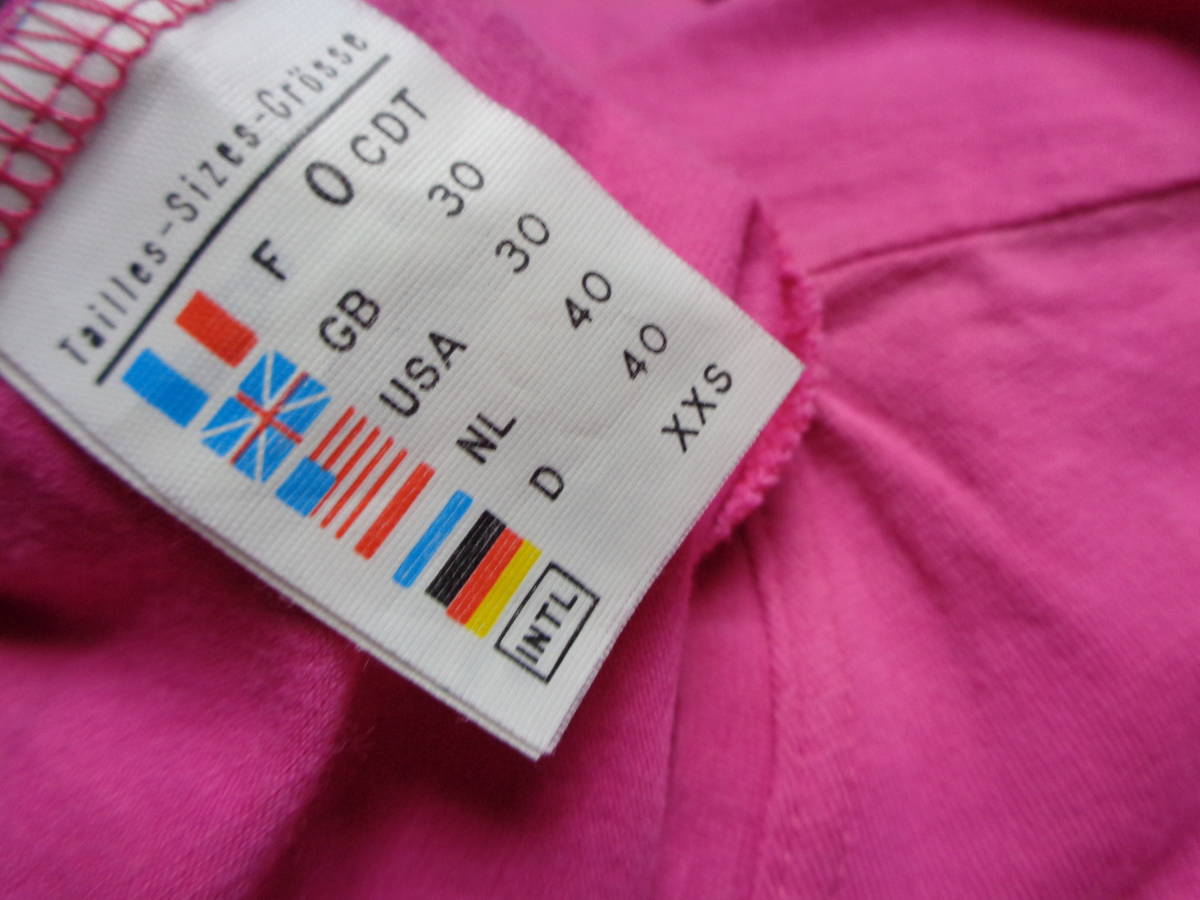 Tailles-Sizes-Grösse
F 0 CDT
GB 30
USA 30
NL 40
D 40
INTL XXS